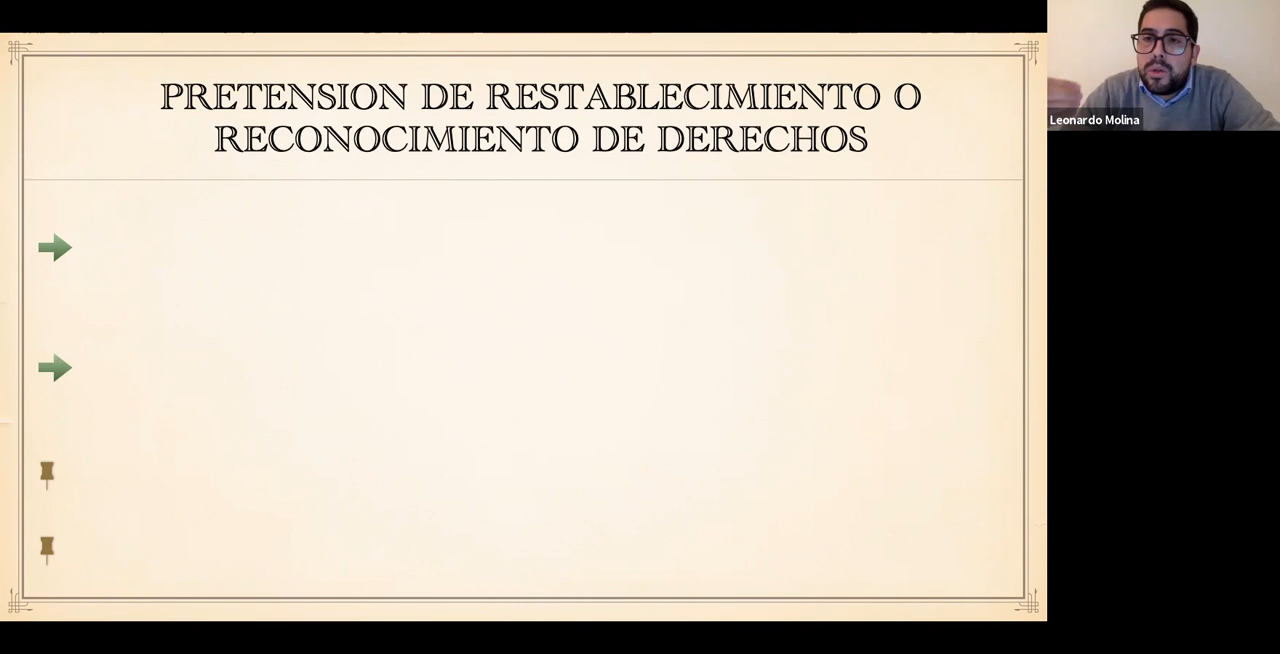 PRETENSION DE RESTABLECIMIENTO O
RECONOCIMIENTO DE DERECHOS
Leonardo Molina